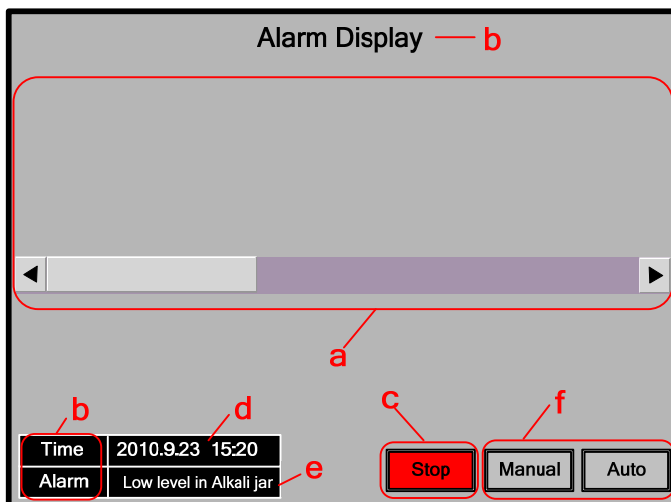 Alarm Display b
a
b d c f
Time 2010.9.23 15:20
Alarm Low level in Alkali jar e
Stop Manual Auto